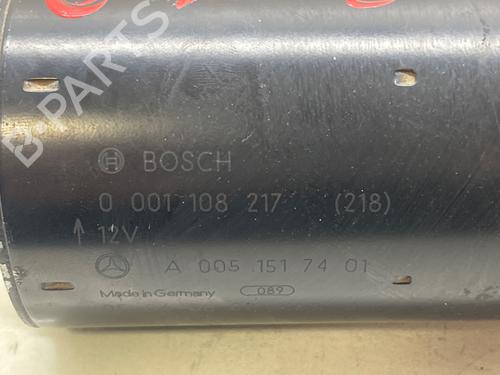 B-PARTS
BOSCH
0 001 108 217 (218)
↑ 12V
A 005 151 74 01
Made in Germany 089